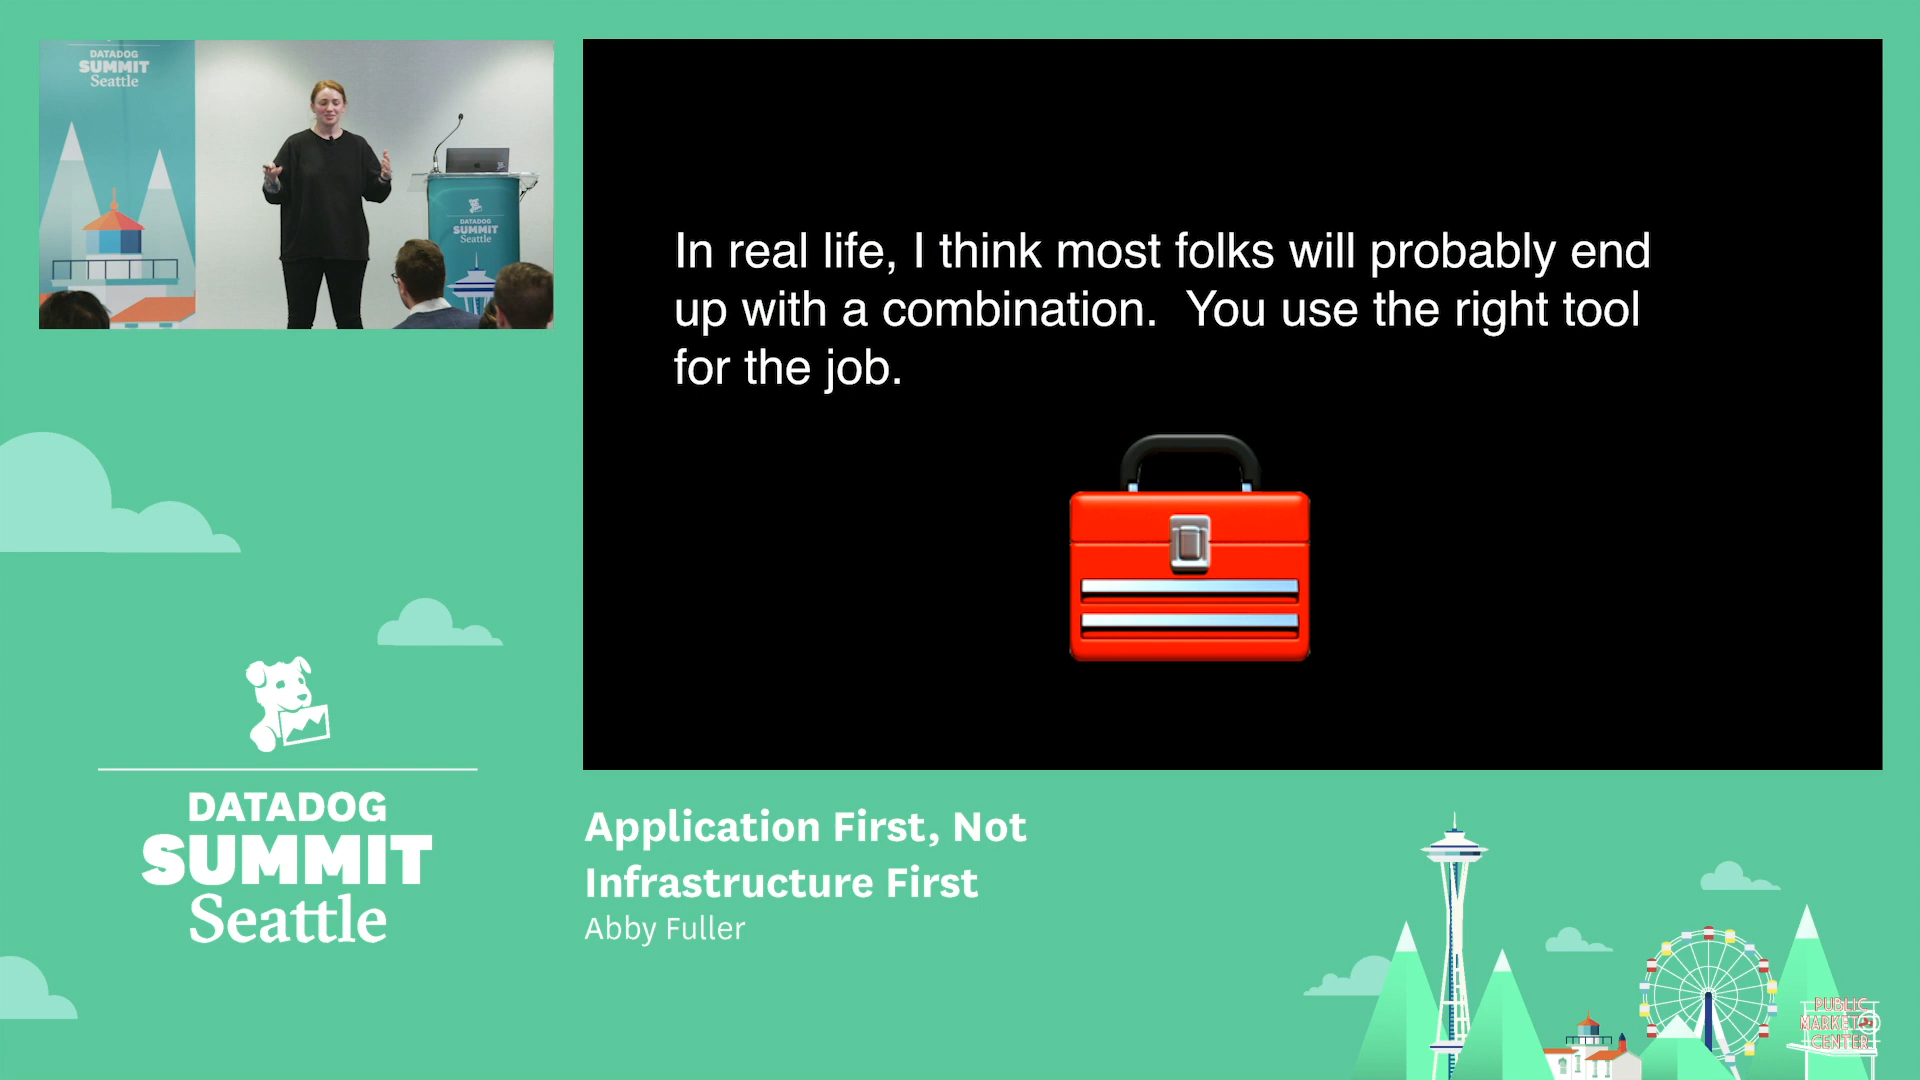 DATADOG
SUMMIT
Seattle
DATADOG
SUMMIT
Seattle
In real life, I think most folks will probably end
up with a combination.  You use the right tool
for the job.
DATADOG
SUMMIT
Seattle
Application First, Not
Infrastructure First
Abby Fuller
PUBLIC
MARKET
CENTER